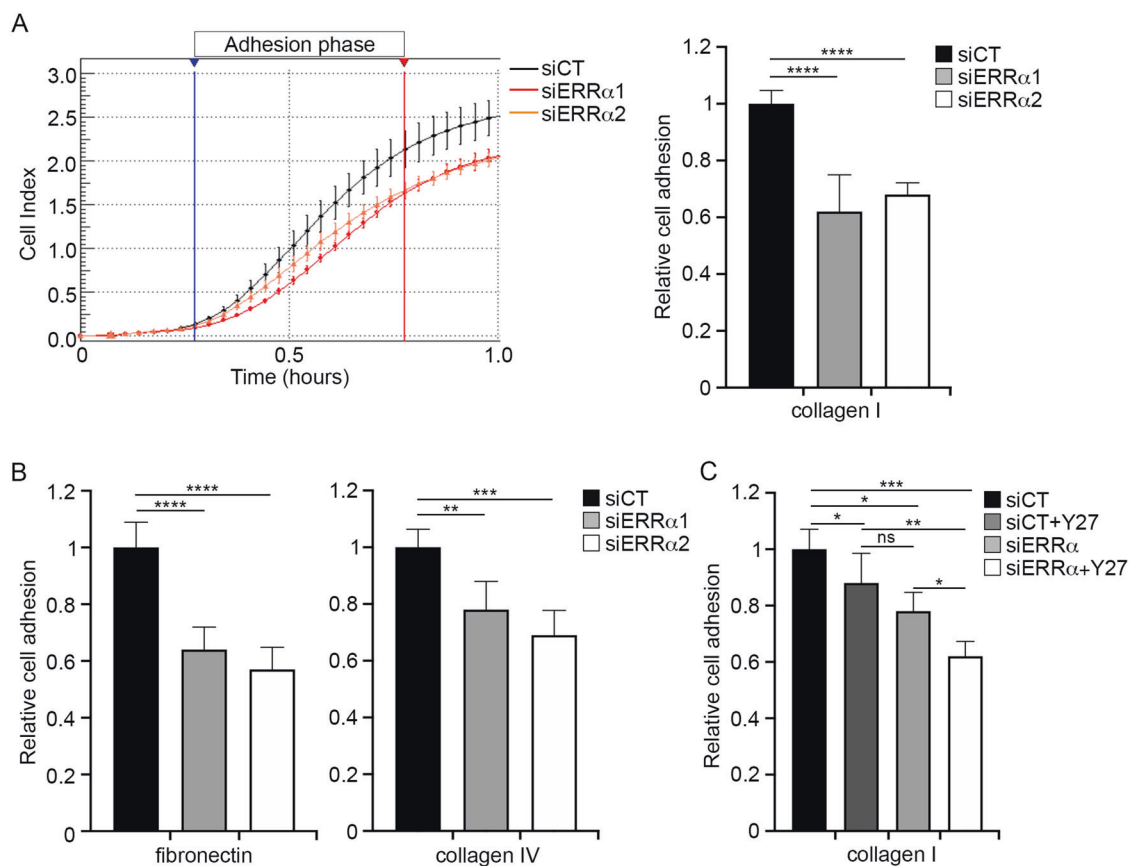 A
Adhesion phase
3.0
2.5
2.0
1.5
1.0
0.5
0.0
Cell Index
0
0.5
1.0
Time (hours)
siCT
siERRα1
siERRα2
1.2
1
0.8
0.6
0.4
0.2
0
Relative cell adhesion
****
****
collagen I
siCT
siERRα1
siERRα2
B
1.2
1
0.8
0.6
0.4
0.2
0
Relative cell adhesion
****
****
fibronectin
1.2
1
0.8
0.6
0.4
0.2
0
***
**
collagen IV
siCT
siERRα1
siERRα2
C
1.2
1
0.8
0.6
0.4
0.2
0
Relative cell adhesion
***
*
*
**
ns
*
collagen I
siCT
siCT+Y27
siERRα
siERRα+Y27